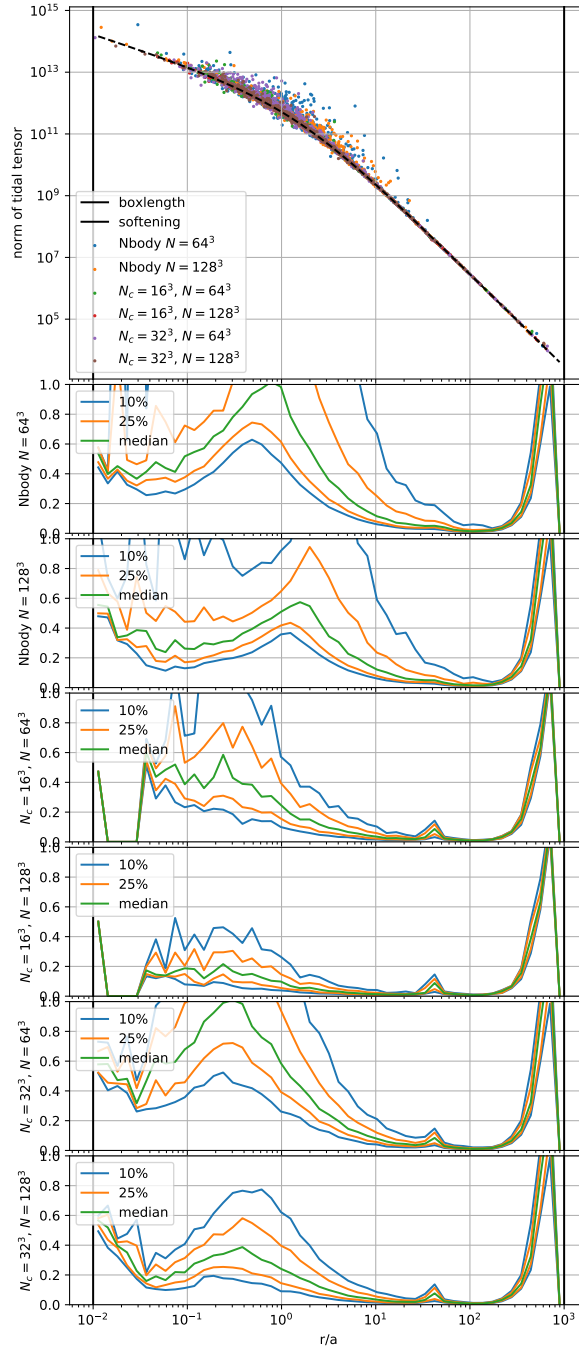 10^15
10^13
10^11
10^9
10^7
10^5
norm of tidal tensor
boxlength
softening
Nbody N = 64^3
Nbody N = 128^3
N_c = 16^3, N = 64^3
N_c = 16^3, N = 128^3
N_c = 32^3, N = 64^3
N_c = 32^3, N = 128^3
1.0
0.8
0.6
0.4
0.2
0.0
Nbody N = 64^3
10%
25%
median
1.0
0.8
0.6
0.4
0.2
0.0
Nbody N = 128^3
10%
25%
median
1.0
0.8
0.6
0.4
0.2
0.0
N_c = 16^3, N = 64^3
10%
25%
median
1.0
0.8
0.6
0.4
0.2
0.0
N_c = 16^3, N = 128^3
10%
25%
median
1.0
0.8
0.6
0.4
0.2
0.0
N_c = 32^3, N = 64^3
10%
25%
median
1.0
0.8
0.6
0.4
0.2
0.0
N_c = 32^3, N = 128^3
10%
25%
median
10^−2
10^−1
10^0
10^1
10^2
10^3
r/a